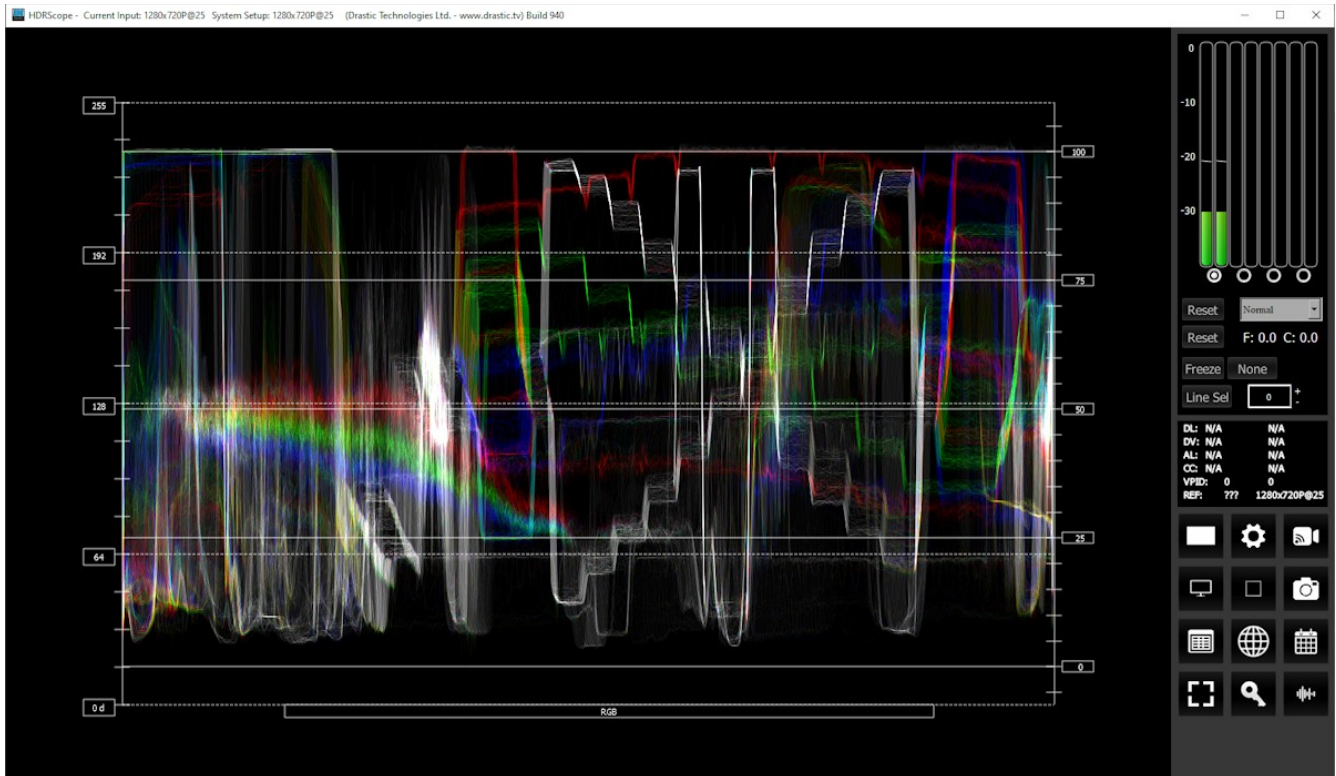 HDRScope - Current Input: 1280x720P@25 System Setup: 1280x720P@25 (Drastic Technologies Ltd. - www.drastic.tv) Build 940
255
192
128
64
0 d
100
75
50
25
0
RGB
0
-10
-20
-30
Reset Normal
Reset F: 0.0 C: 0.0
Freeze None
Line Sel 0 + -
DL: N/A N/A
DV: N/A N/A
AL: N/A N/A
CC: N/A N/A
VPID: 0 0
REF: ??? 1280x720P@25